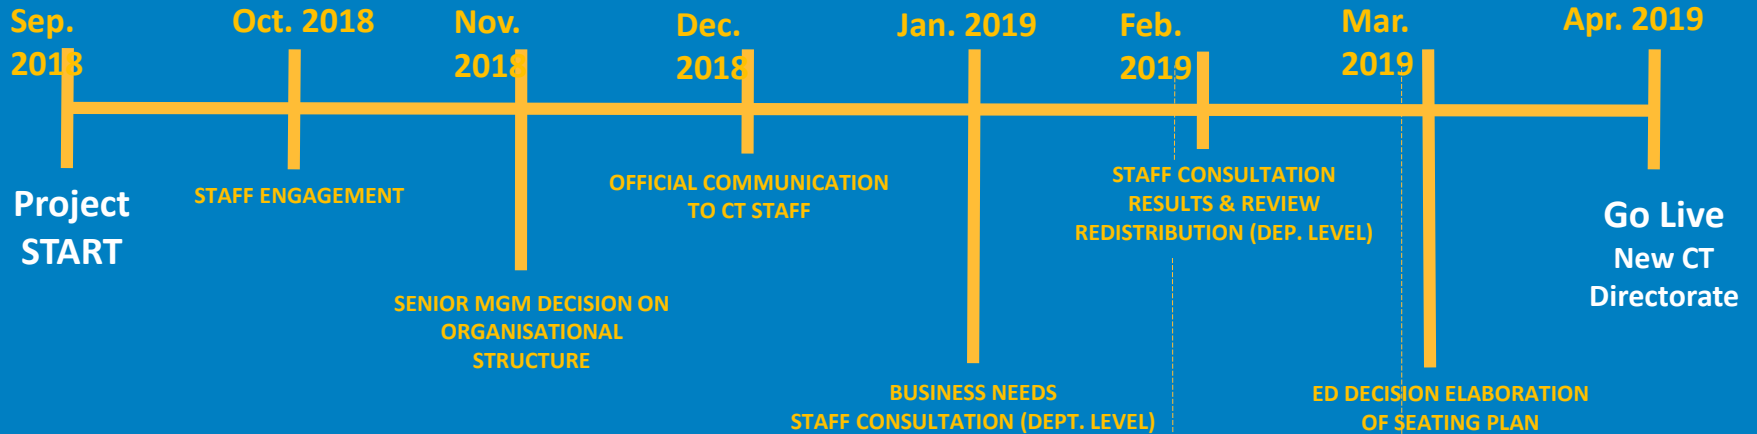 Sep.
2018
Oct. 2018
Nov.
2018
Dec.
2018
Jan. 2019
Feb.
2019
Mar.
2019
Apr. 2019
Project
START
STAFF ENGAGEMENT
SENIOR MGM DECISION ON
ORGANISATIONAL
STRUCTURE
OFFICIAL COMMUNICATION
TO CT STAFF
BUSINESS NEEDS
STAFF CONSULTATION (DEPT. LEVEL)
STAFF CONSULTATION
RESULTS & REVIEW
REDISTRIBUTION (DEP. LEVEL)
ED DECISION ELABORATION
OF SEATING PLAN
Go Live
New CT
Directorate